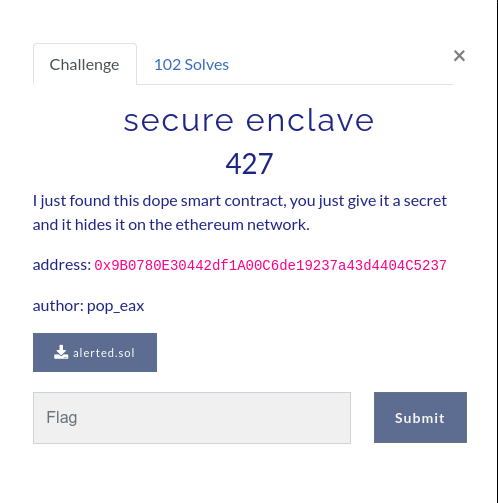 Challenge
102 Solves
×
secure enclave
427
I just found this dope smart contract, you just give it a secret
and it hides it on the ethereum network.
address: 0x9B0780E30442df1A00C6de19237a43d4404C5237
author: pop_eax
alerted.sol
Flag
Submit